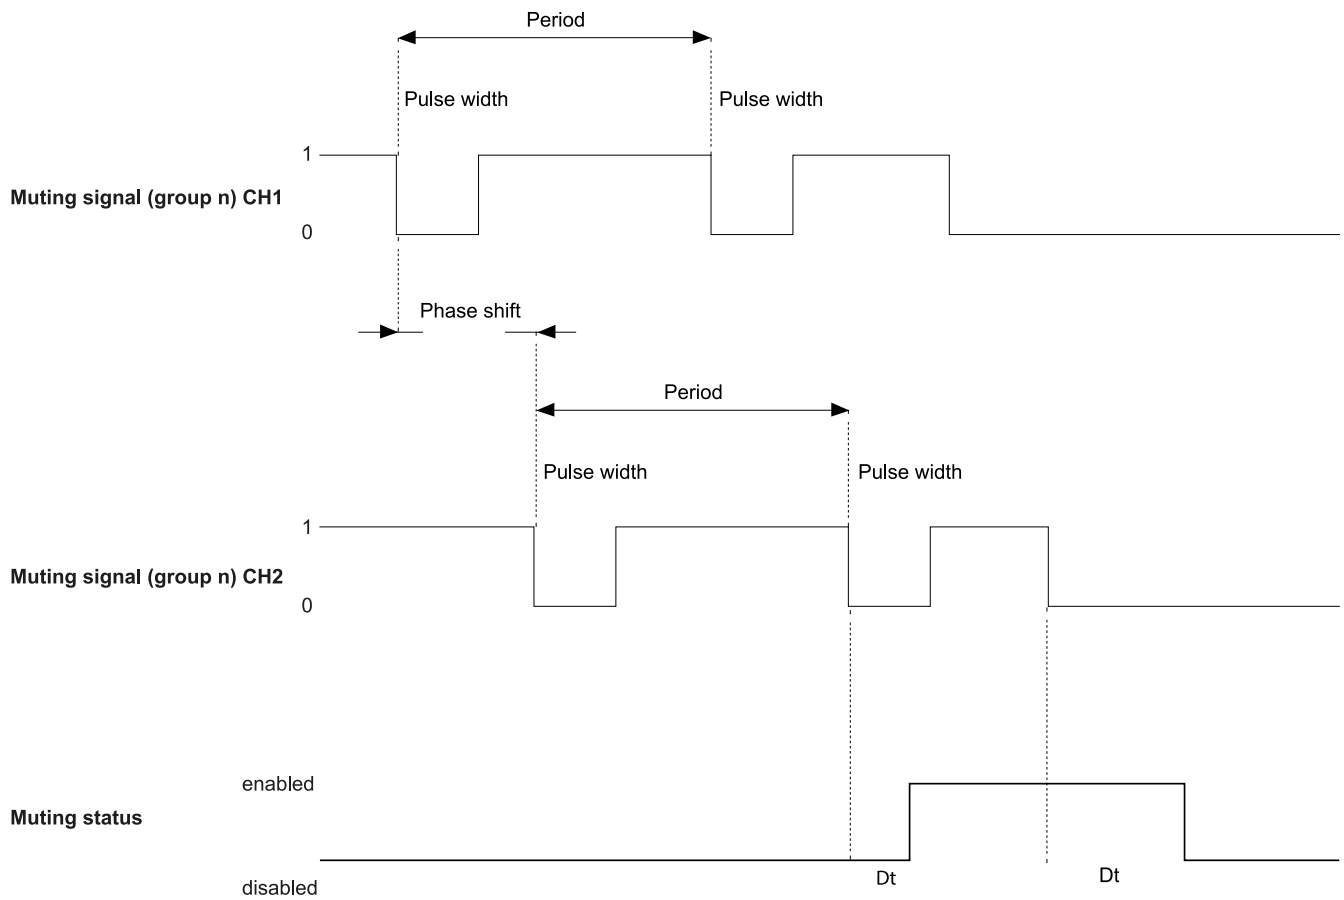 Period
Pulse width Pulse width
1
Muting signal (group n) CH1
0
Phase shift
Period
Pulse width Pulse width
1
Muting signal (group n) CH2
0
enabled
Muting status
Dt Dt
disabled